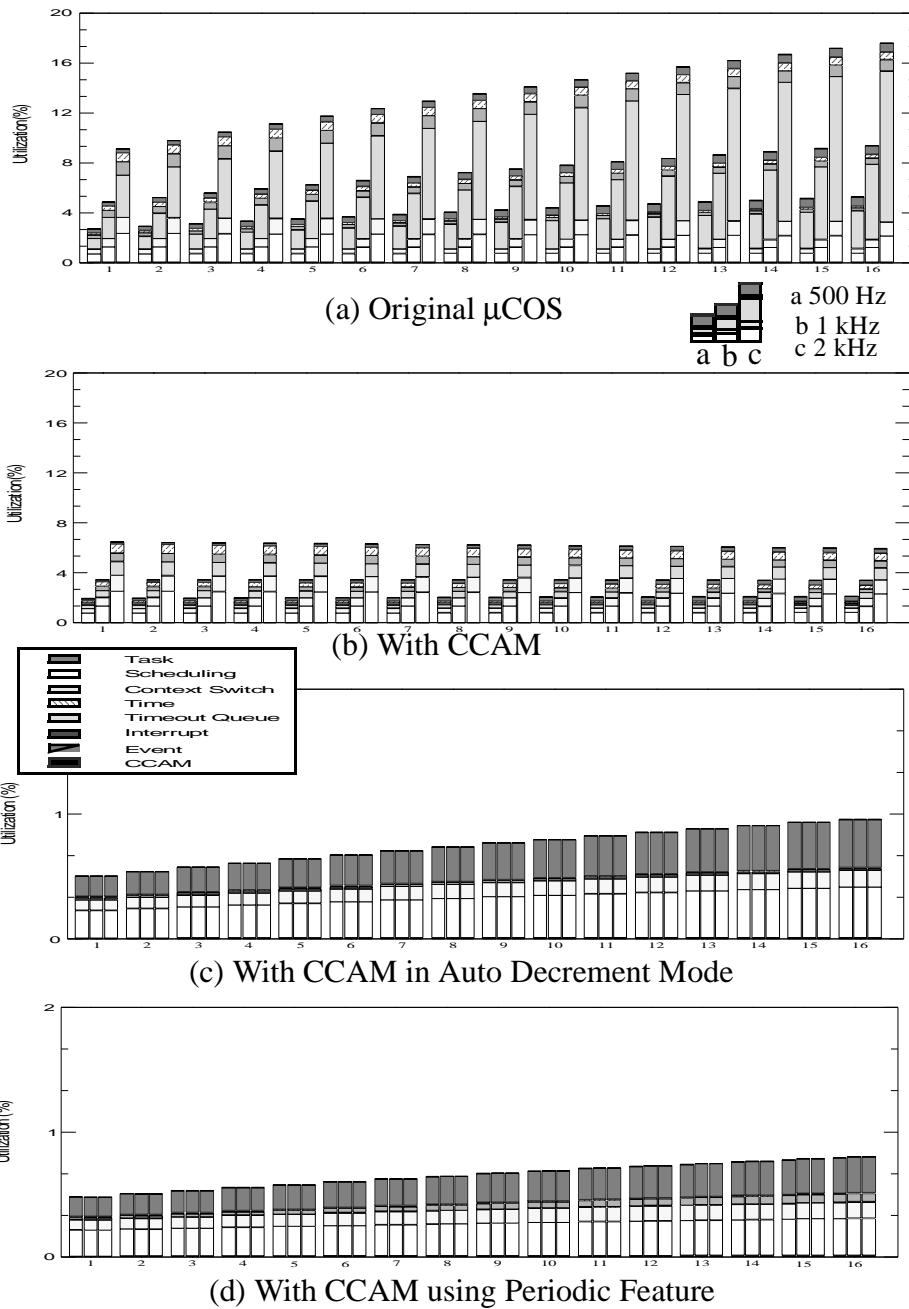 20
16
12
8
4
0
Utilization(%)
1 2 3 4 5 6 7 8 9 10 11 12 13 14 15 16
(a) Original μCOS
a b c
a 500 Hz
b 1 kHz
c 2 kHz
20
16
12
8
4
0
Utilization(%)
1 2 3 4 5 6 7 8 9 10 11 12 13 14 15 16
(b) With CCAM
Task
Scheduling
Context Switch
Time
Timeout Queue
Interrupt
Event
CCAM
1
0
Utilization (%)
1 2 3 4 5 6 7 8 9 10 11 12 13 14 15 16
(c) With CCAM in Auto Decrement Mode
2
1
0
Utilization (%)
1 2 3 4 5 6 7 8 9 10 11 12 13 14 15 16
(d) With CCAM using Periodic Feature